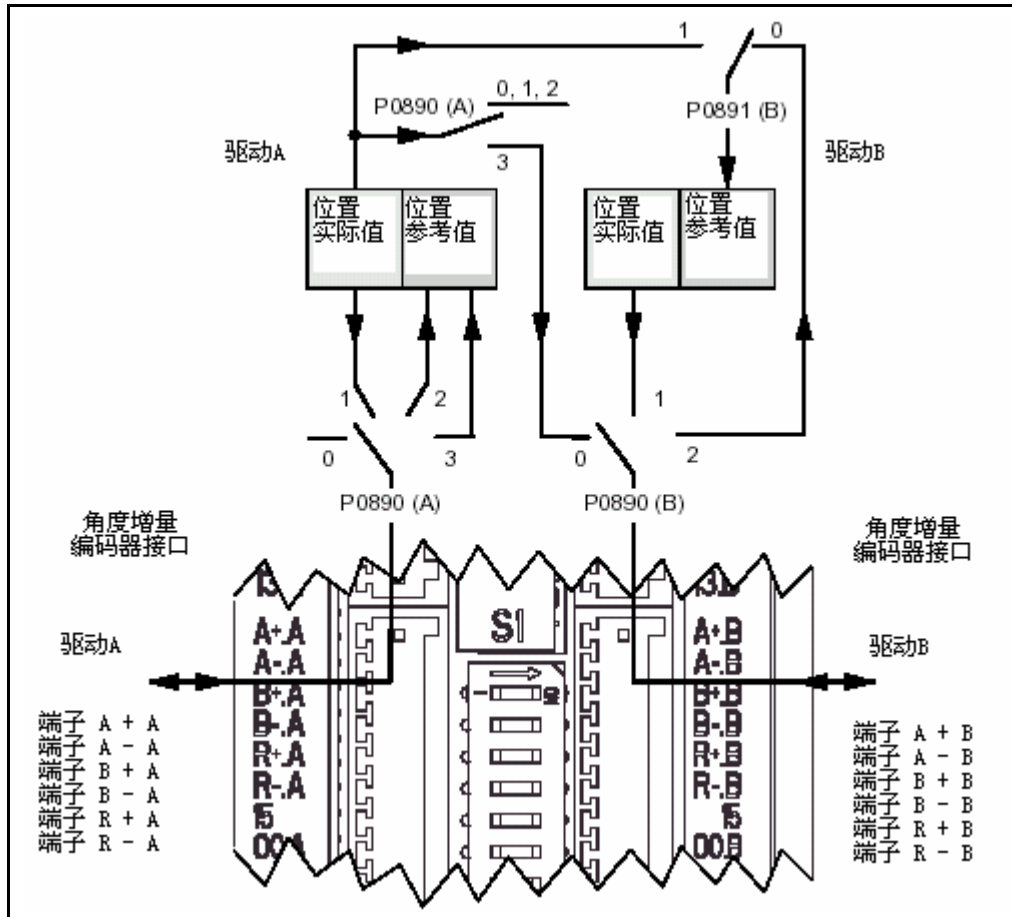 1
0
0, 1, 2
P0890 (A)
P0891 (B)
驱动A
3
驱动B
位置
实际值
位置
参考值
位置
实际值
位置
参考值
1
2
1
0
3
0
2
P0890 (A)
P0890 (B)
角度增量
编码器接口
角度增量
编码器接口
驱动A
驱动B
S1
A+.A
A-.A
B+.A
B-.A
R+.A
R-.A
15
A+.B
A-.B
B+.B
B-.B
R+.B
R-.B
15
00.B
端子 A + A
端子 A - A
端子 B + A
端子 B - A
端子 R + A
端子 R - A
端子 A + B
端子 A - B
端子 B + B
端子 B - B
端子 R + B
端子 R - B